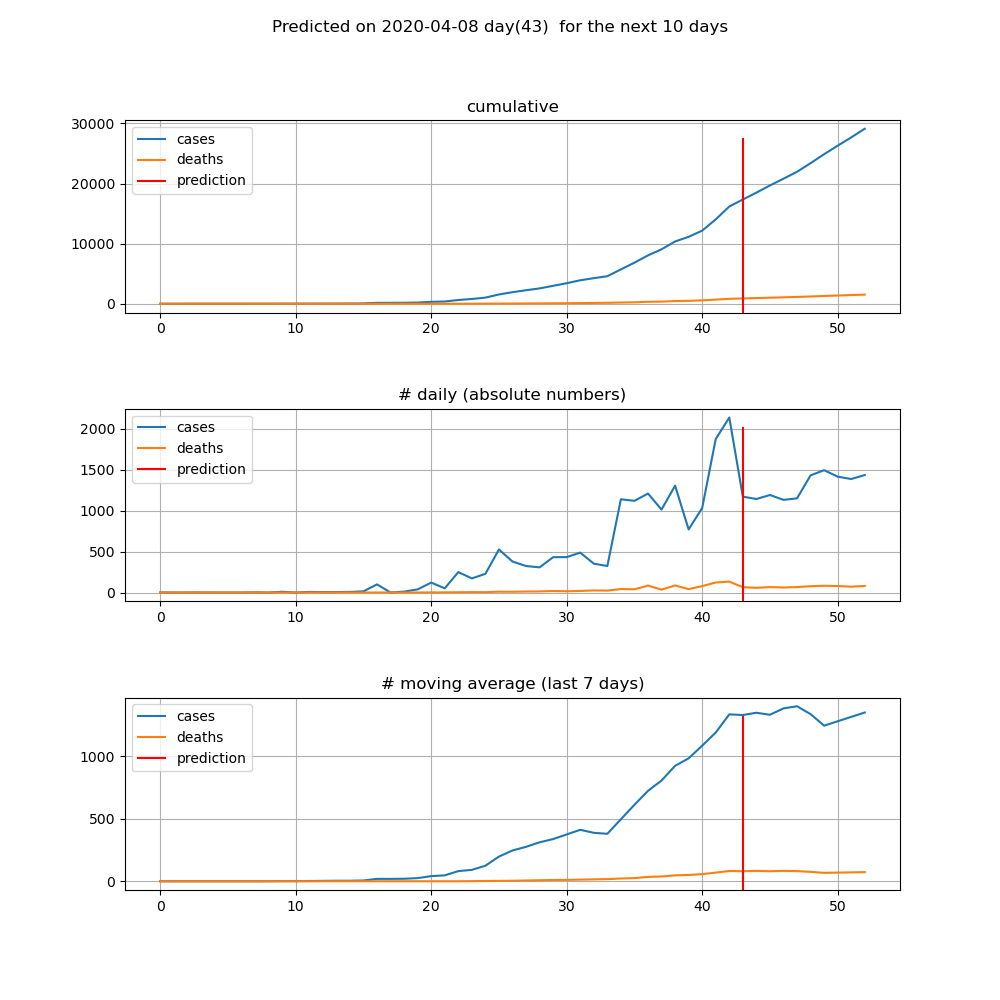 Predicted on 2020-04-08 day(43)  for the next 10 days
cumulative
30000
20000
10000
0
cases
deaths
prediction
0 10 20 30 40 50
# daily (absolute numbers)
2000
1500
1000
500
0
cases
deaths
prediction
0 10 20 30 40 50
# moving average (last 7 days)
1000
500
0
cases
deaths
prediction
0 10 20 30 40 50